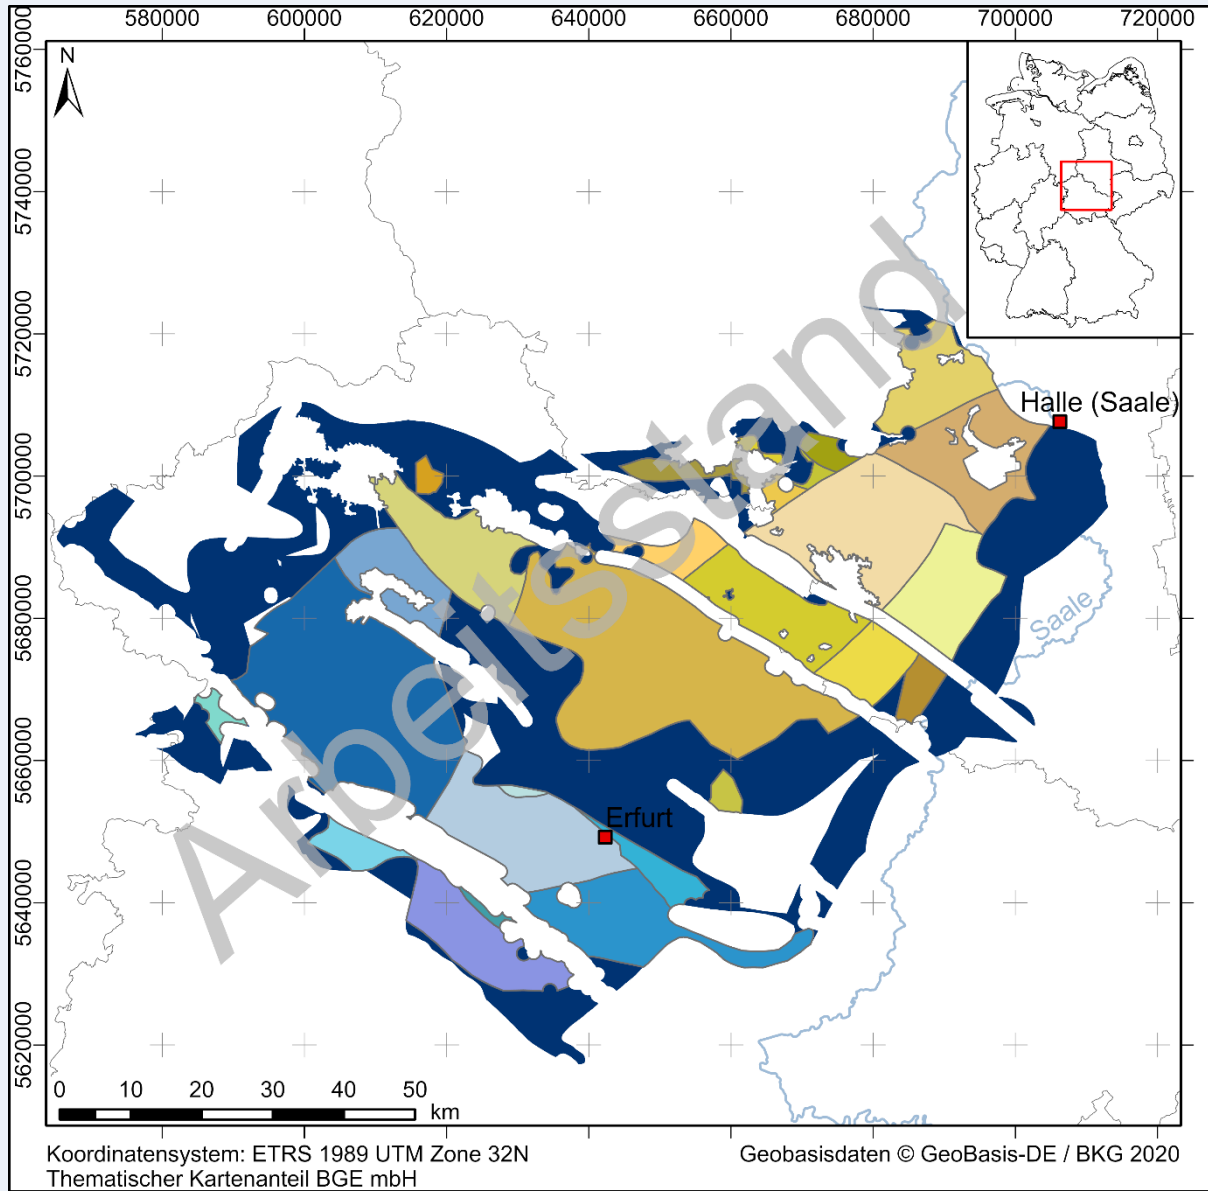 580000 600000 620000 640000 660000 680000 700000 720000
5760000
5740000
5720000
5700000
5680000
5660000
5640000
5620000
N
Halle (Saale)
Saale
Erfurt
Arbeitsstand
0 10 20 30 40 50
km
Koordinatensystem: ETRS 1989 UTM Zone 32N
Thematischer Kartenanteil BGE mbH
Geobasisdaten © GeoBasis-DE / BKG 2020